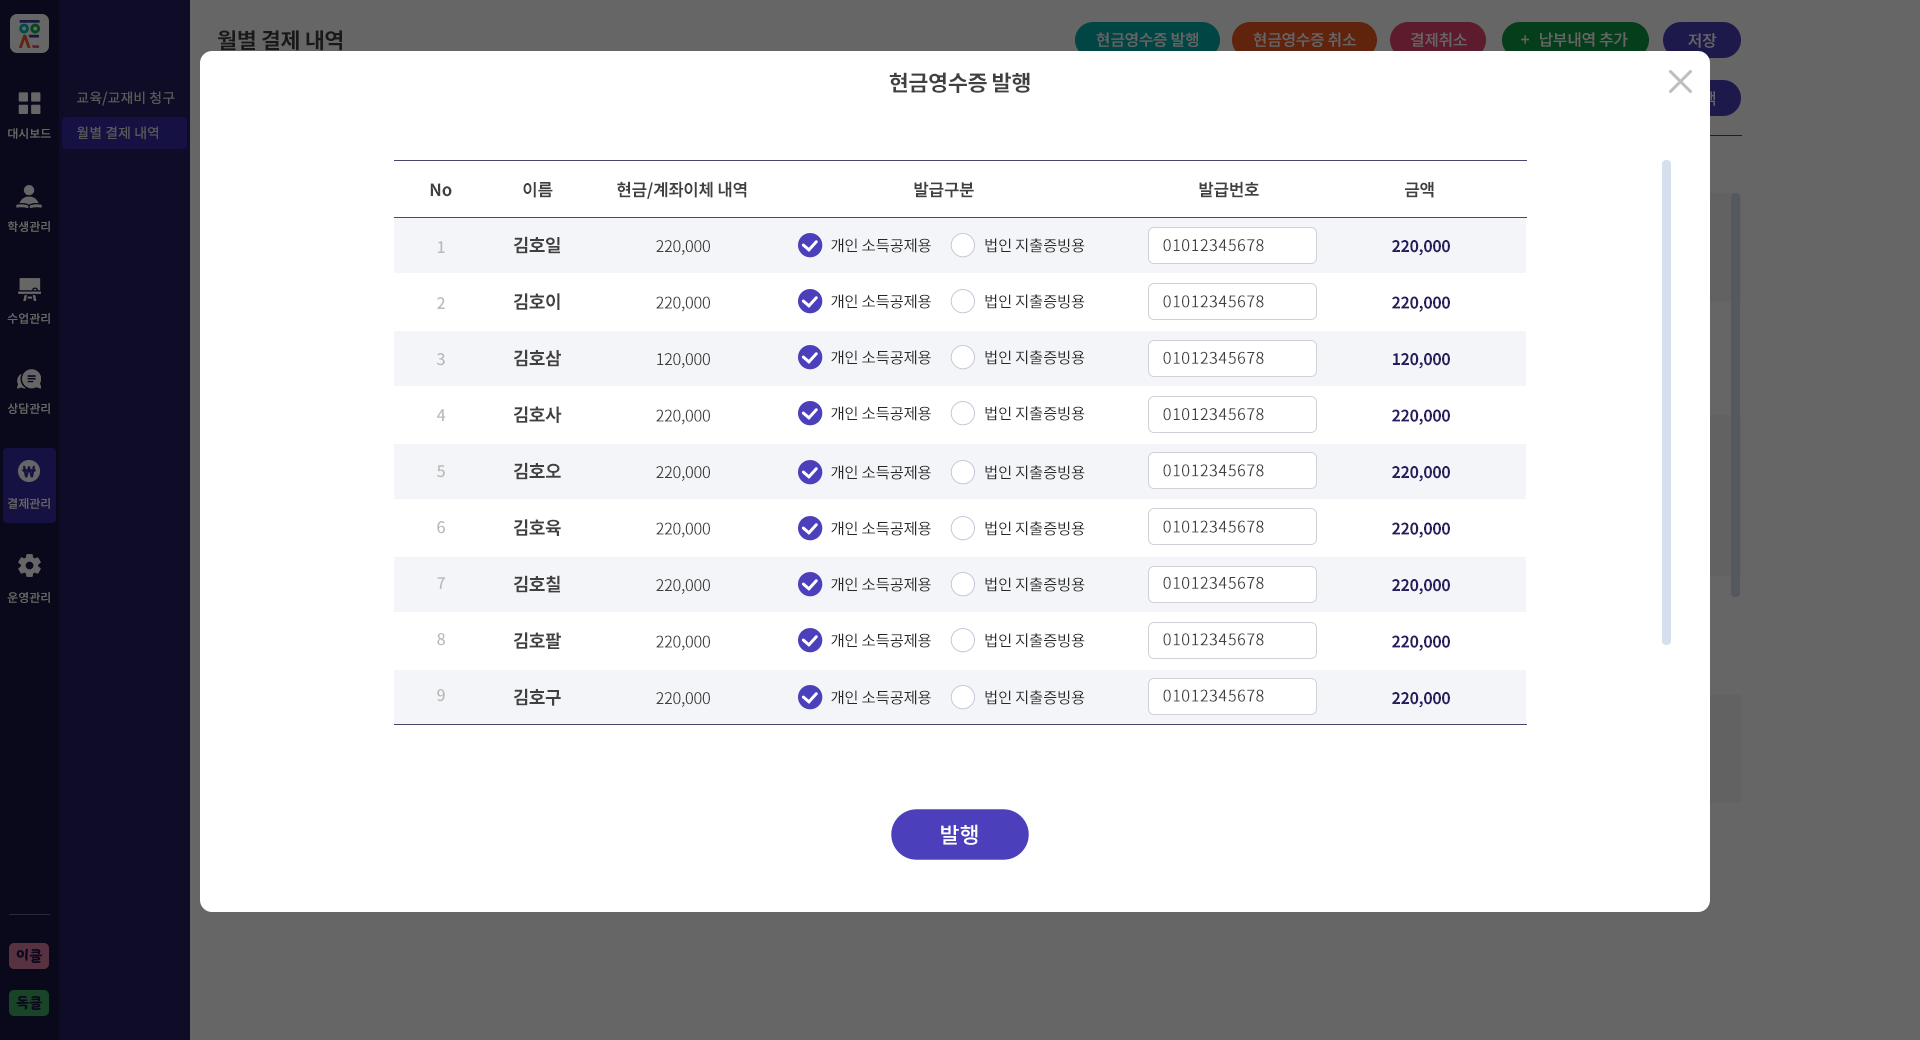 월별 결제 내역
현금영수증 발행
현금영수증 취소
결제취소
+ 납부내역 추가
저장
대시보드
학생관리
수업관리
상담관리
결제관리
운영관리
이클
독클
교육/교재비 청구
월별 결제 내역
현금영수증 발행
No 이름 현금/계좌이체 내역 발급구분 발급번호 금액
1 김호일 220,000 개인 소득공제용 법인 지출증빙용 01012345678 220,000
2 김호이 220,000 개인 소득공제용 법인 지출증빙용 01012345678 220,000
3 김호삼 120,000 개인 소득공제용 법인 지출증빙용 01012345678 120,000
4 김호사 220,000 개인 소득공제용 법인 지출증빙용 01012345678 220,000
5 김호오 220,000 개인 소득공제용 법인 지출증빙용 01012345678 220,000
6 김호육 220,000 개인 소득공제용 법인 지출증빙용 01012345678 220,000
7 김호칠 220,000 개인 소득공제용 법인 지출증빙용 01012345678 220,000
8 김호팔 220,000 개인 소득공제용 법인 지출증빙용 01012345678 220,000
9 김호구 220,000 개인 소득공제용 법인 지출증빙용 01012345678 220,000
발행